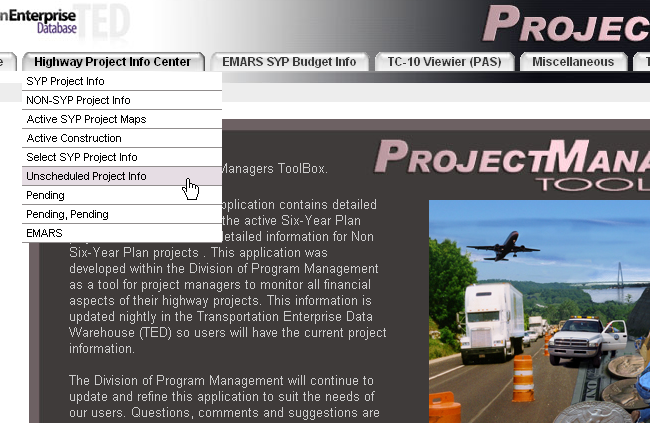 nEnterprise
Database TED
PROJEC
e
Highway Project Info Center
EMARS SYP Budget Info
TC-10 Viewier (PAS)
Miscellaneous
T
SYP Project Info
NON-SYP Project Info
Active SYP Project Maps
Active Construction
Select SYP Project Info
Unscheduled Project Info
Pending
Pending, Pending
EMARS
Managers ToolBox.
PROJECTMANA
TOOL
plication contains detailed
the active Six-Year Plan
etailed information for Non
Six-Year Plan projects . This application was
developed within the Division of Program Management
as a tool for project managers to monitor all financial
aspects of their highway projects. This information is
updated nightly in the Transportation Enterprise Data
Warehouse (TED) so users will have the current project
information.
The Division of Program Management will continue to
update and refine this application to suit the needs of
our users. Questions, comments and suggestions are